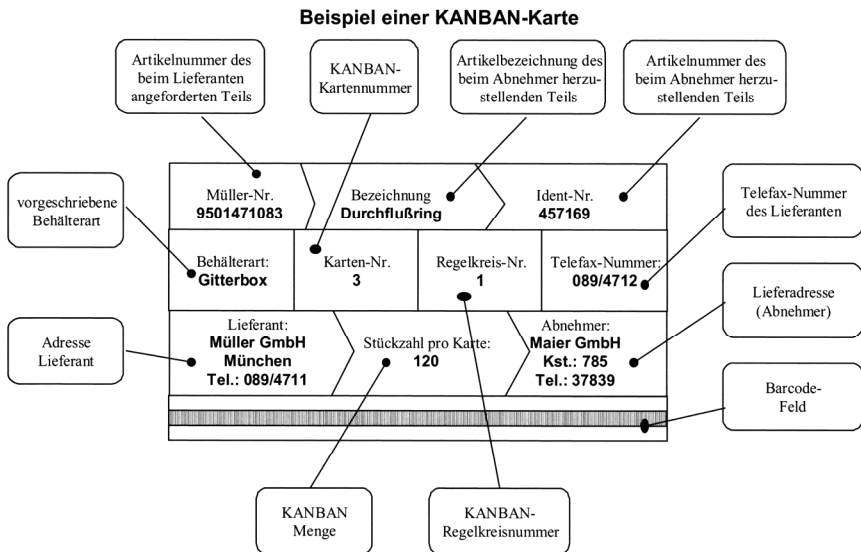 Beispiel einer KANBAN-Karte
Artikelnummer des
beim Lieferanten
angeforderten Teils
KANBAN-
Kartennummer
Artikelbezeichnung des
beim Abnehmer herzu-
stellenden Teils
Artikelnummer des
beim Abnehmer herzu-
stellenden Teils
vorgeschriebene
Behälterart
Müller-Nr.
9501471083
Bezeichnung
Durchflußring
Ident-Nr.
457169
Telefax-Nummer
des Lieferanten
Behälterart:
Gitterbox
Karten-Nr.
3
Regelkreis-Nr.
1
Telefax-Nummer:
089/4712
Lieferadresse
(Abnehmer)
Adresse
Lieferant
Lieferant:
Müller GmbH
München
Tel.: 089/4711
Stückzahl pro Karte:
120
Abnehmer:
Maier GmbH
Kst.: 785
Tel.: 37839
Barcode-
Feld
KANBAN
Menge
KANBAN-
Regelkreisnummer